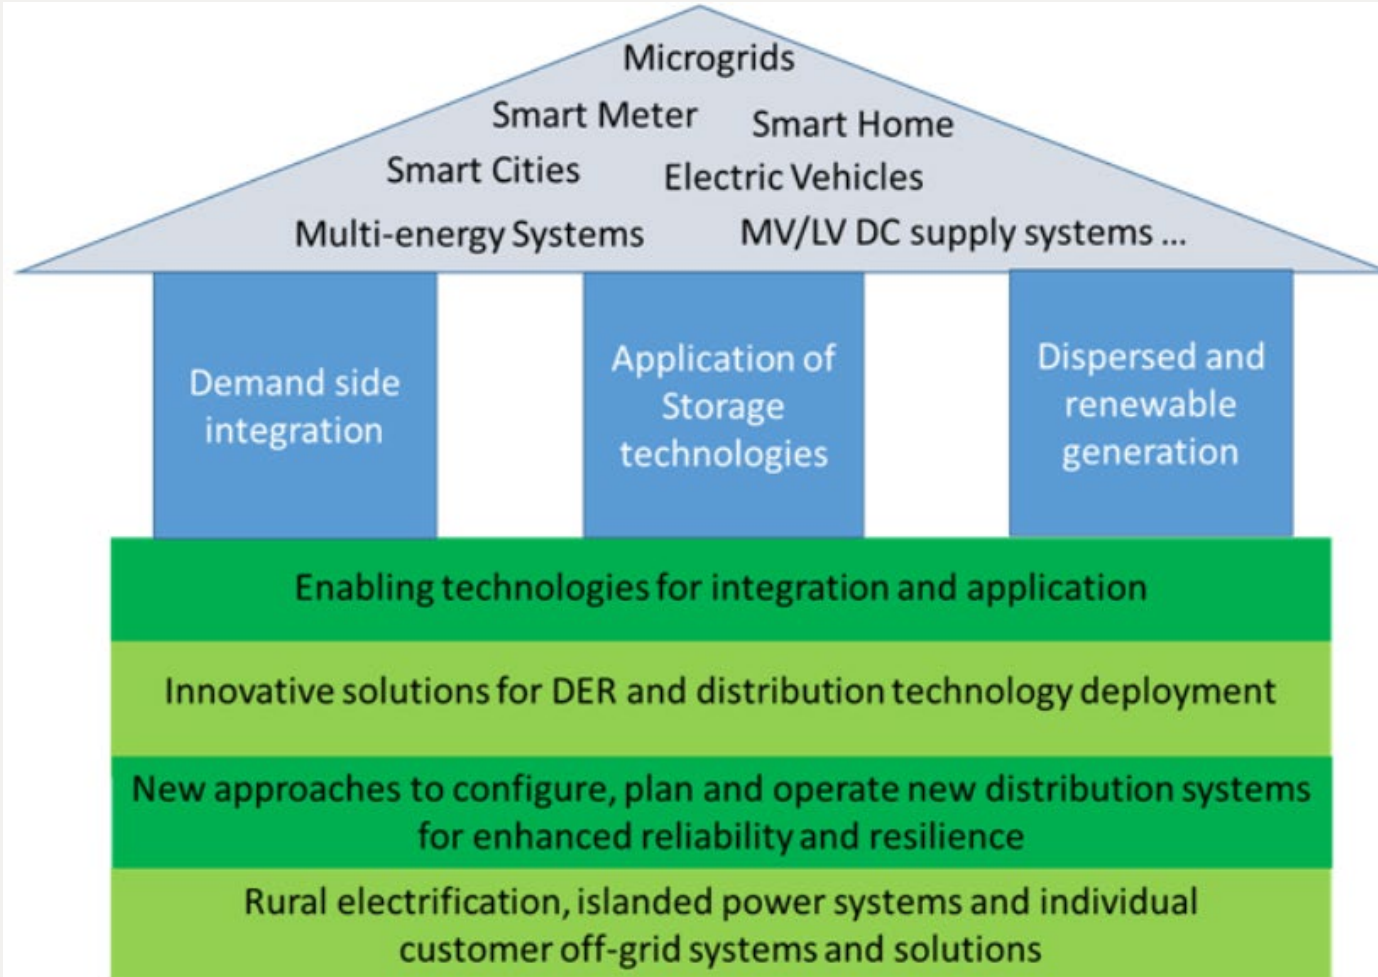 Microgrids
Smart Meter
Smart Home
Smart Cities
Electric Vehicles
Multi-energy Systems
MV/LV DC supply systems ...
Demand side
integration
Application of
Storage
technologies
Dispersed and
renewable
generation
Enabling technologies for integration and application
Innovative solutions for DER and distribution technology deployment
New approaches to configure, plan and operate new distribution systems
for enhanced reliability and resilience
Rural electrification, islanded power systems and individual
customer off-grid systems and solutions